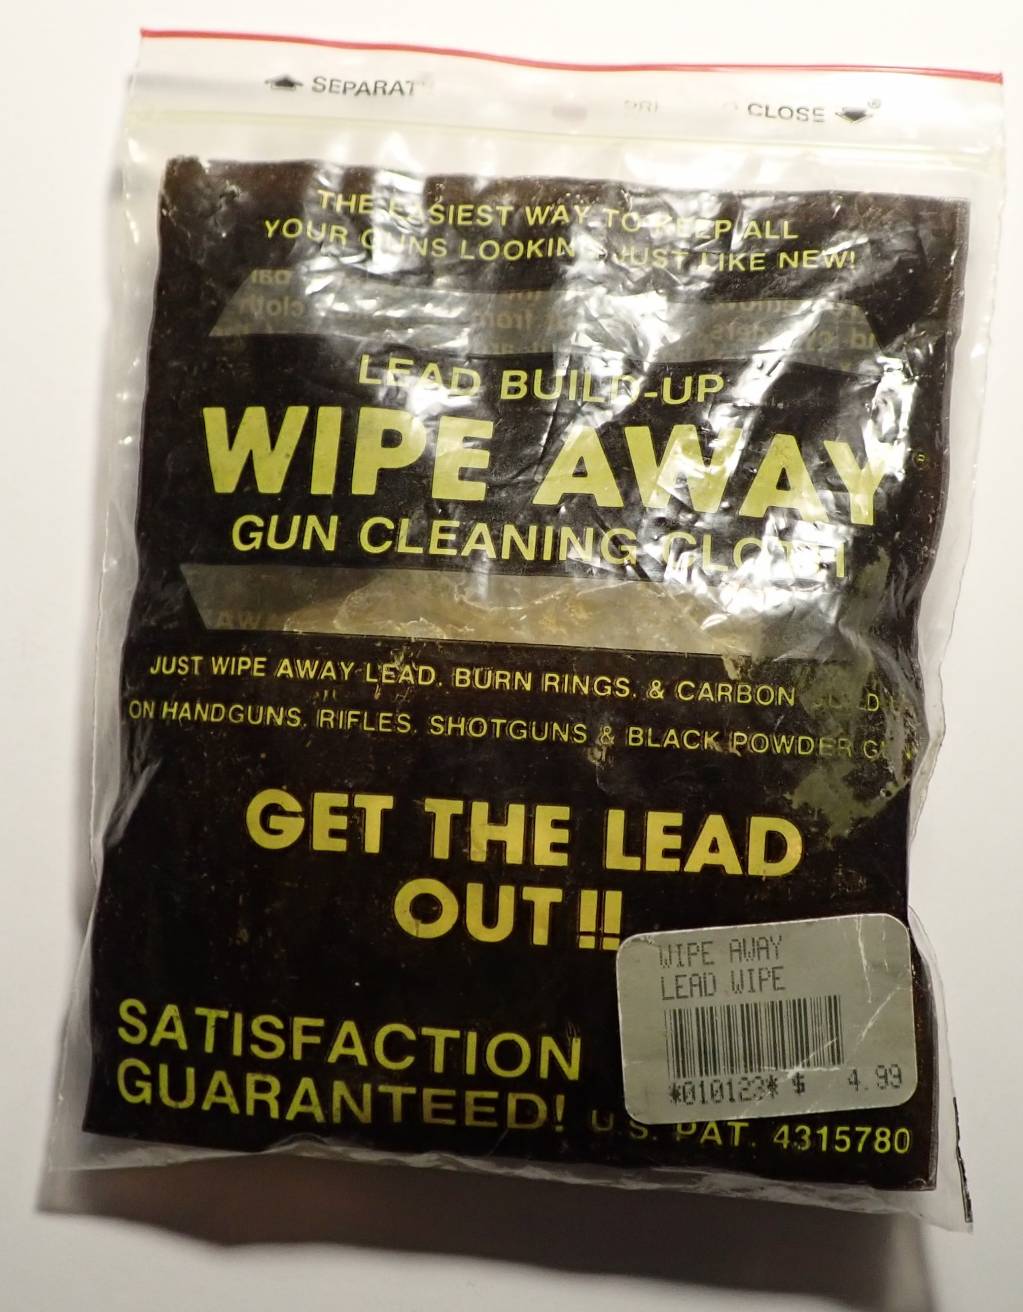 SEPARAT CLOSE
THE EASIEST WAY TO KEEP ALL
YOUR GUNS LOOKING JUST LIKE NEW!
LEAD BUILD-UP
WIPE AWAY®
GUN CLEANING CLOTH
JUST WIPE AWAY LEAD, BURN RINGS, & CARBON
ON HANDGUNS, RIFLES, SHOTGUNS & BLACK POWDER
GET THE LEAD
OUT!!
WIPE AWAY
LEAD WIPE
*010123* $ 4.99
SATISFACTION
GUARANTEED! U.S. PAT. 4315780